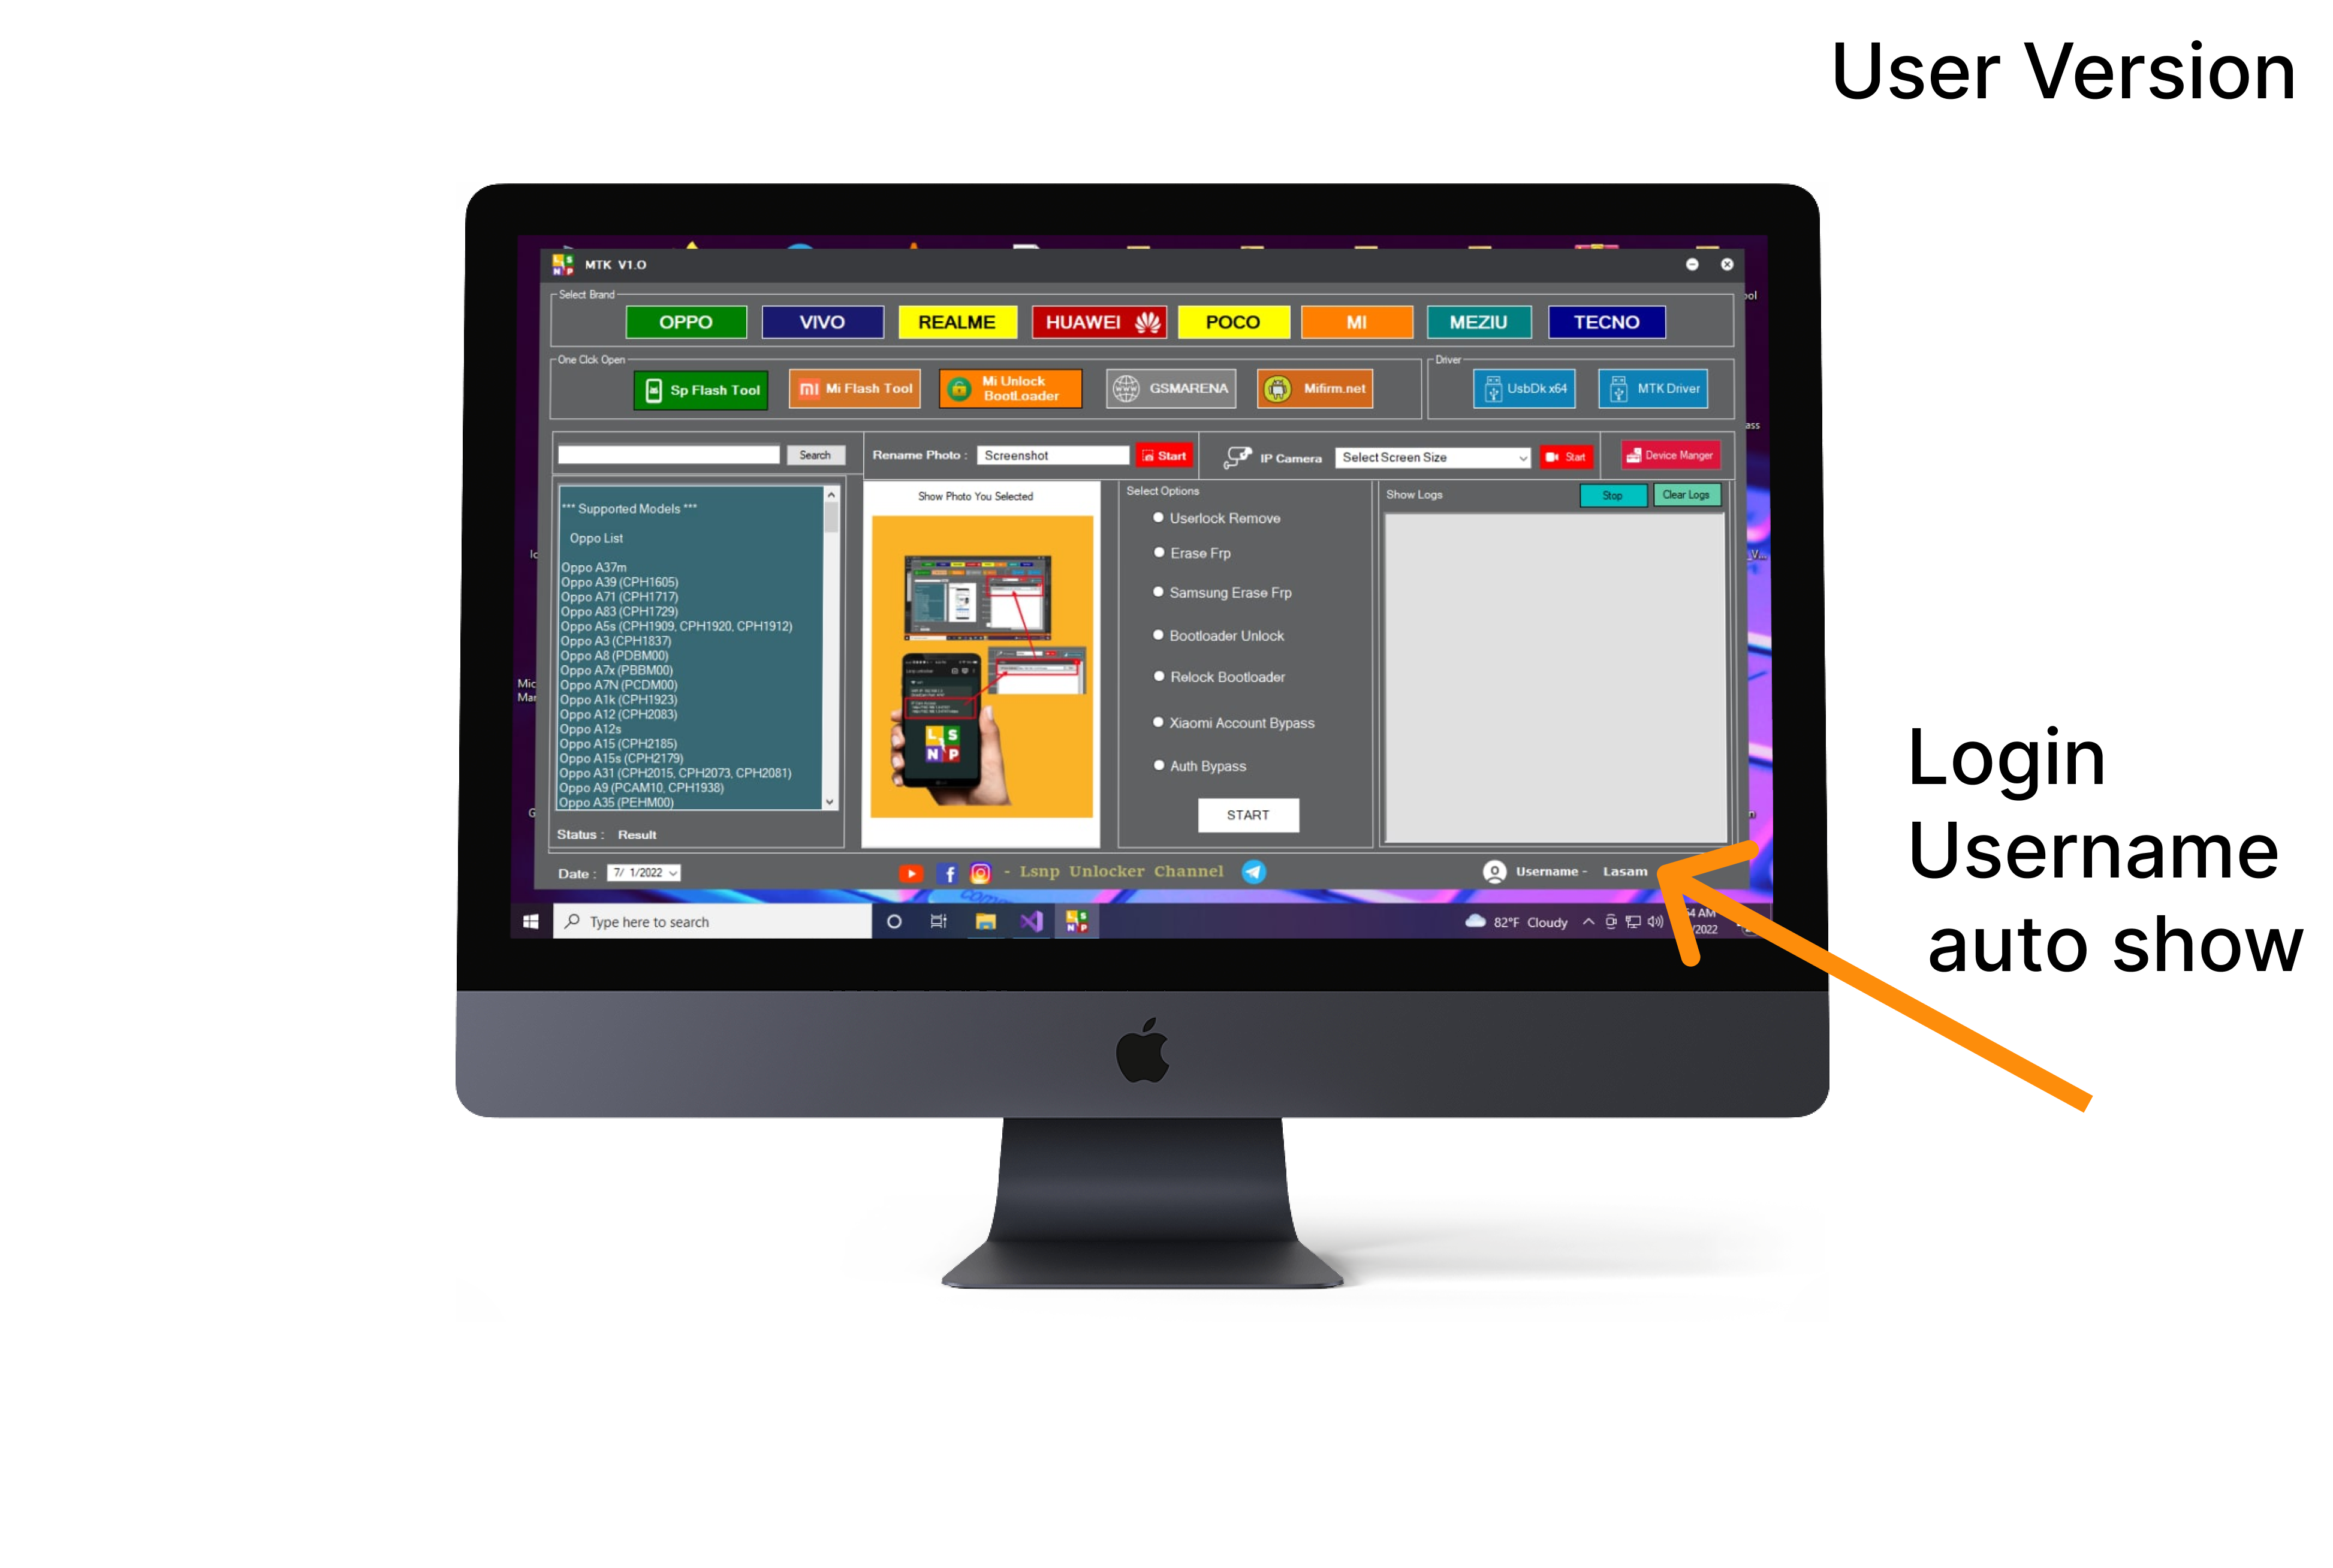 User Version
MTK V1.O
Select Brand
OPPO
VIVO
REALME
HUAWEI
POCO
MI
MEZIU
TECNO
One Clck Open
Sp Flash Tool
Mi Flash Tool
Mi Unlock
BootLoader
GSMARENA
Mifirm.net
Driver
UsbDk x64
MTK Driver
Search
Rename Photo :
Screenshot
Start
IP Camera
Select Screen Size
Start
Device Manger
*** Supported Models ***
Oppo List
Oppo A37m
Oppo A39 (CPH1605)
Oppo A71 (CPH1717)
Oppo A83 (CPH1729)
Oppo A5s (CPH1909, CPH1920, CPH1912)
Oppo A3 (CPH1837)
Oppo A8 (PDBM00)
Oppo A7x (PBBM00)
Oppo A7N (PCDM00)
Oppo A1k (CPH1923)
Oppo A12 (CPH2083)
Oppo A12s
Oppo A15 (CPH2185)
Oppo A15s (CPH2179)
Oppo A31 (CPH2015, CPH2073, CPH2081)
Oppo A9 (PCAM10, CPH1938)
Oppo A35 (PEHM00)
Status : Result
Show Photo You Selected
L S
N P
Select Options
Userlock Remove
Erase Frp
Samsung Erase Frp
Bootloader Unlock
Relock Bootloader
Xiaomi Account Bypass
Auth Bypass
START
Show Logs
Stop
Clear Logs
Date : 7/ 1/2022
- Lsnp Unlocker Channel
Username - Lasam
Type here to search
82°F Cloudy
Login
Username
auto show